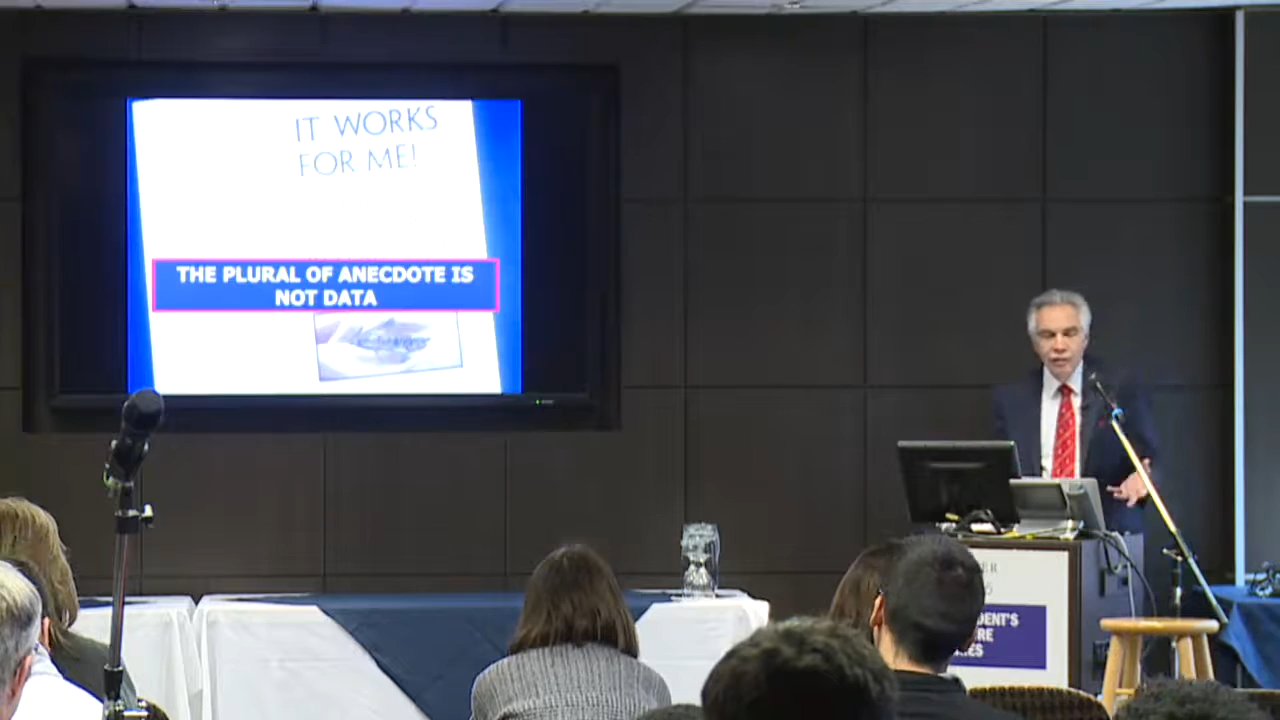 IT WORKS
FOR ME!
THE PLURAL OF ANECDOTE IS
NOT DATA